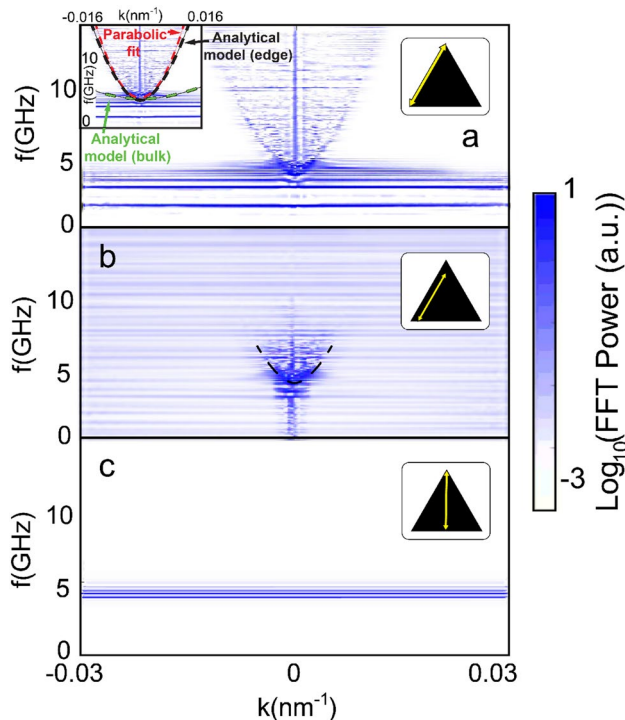 -0.016 k(nm⁻¹) 0.016
Parabolic
fit
Analytical
model (edge)
10
f(GHz)
0
Analytical
model (bulk)
10
5
0
f(GHz)
a
b
10
5
0
f(GHz)
c
10
5
0
f(GHz)
-0.03 0 0.03
k(nm⁻¹)
1
-3
Log₁₀(FFT Power (a.u.))